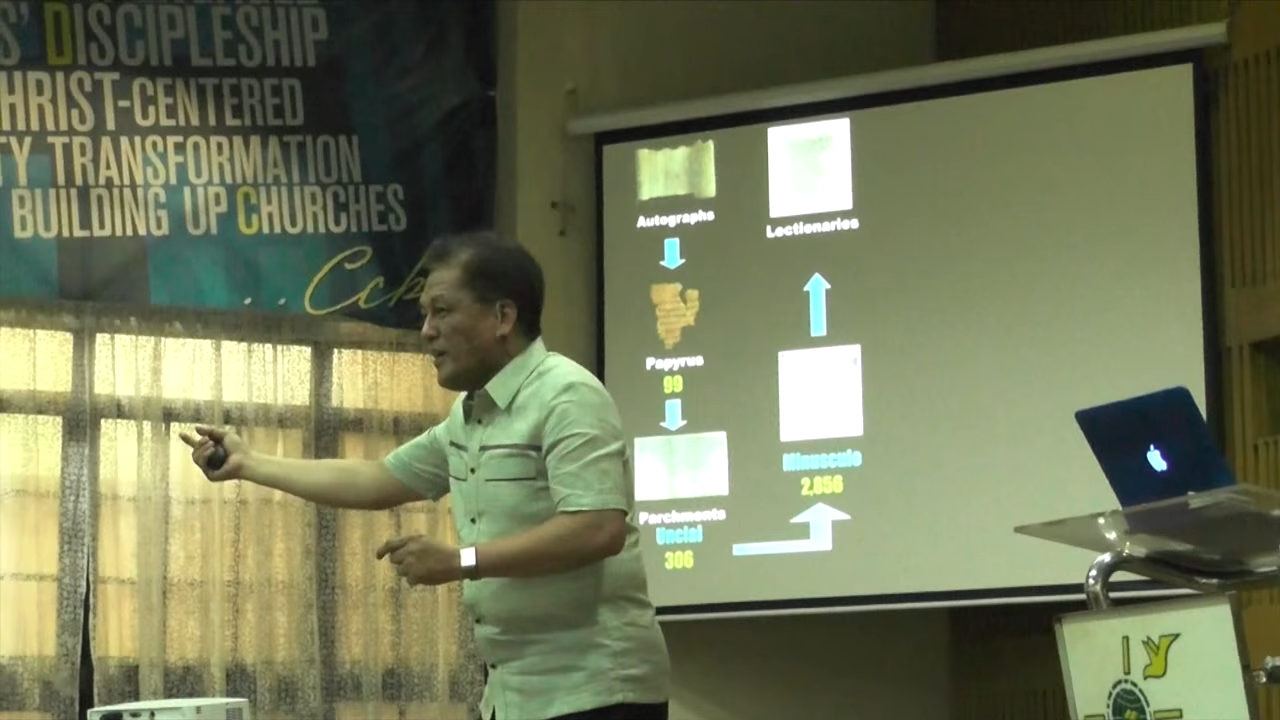 S' DISCIPLESHIP
HRIST-CENTERED
TY TRANSFORMATION
BUILDING UP CHURCHES
Autographs
Papyrus
99
Parchments
Uncial
306
Lectionaries
Minuscule
2,856